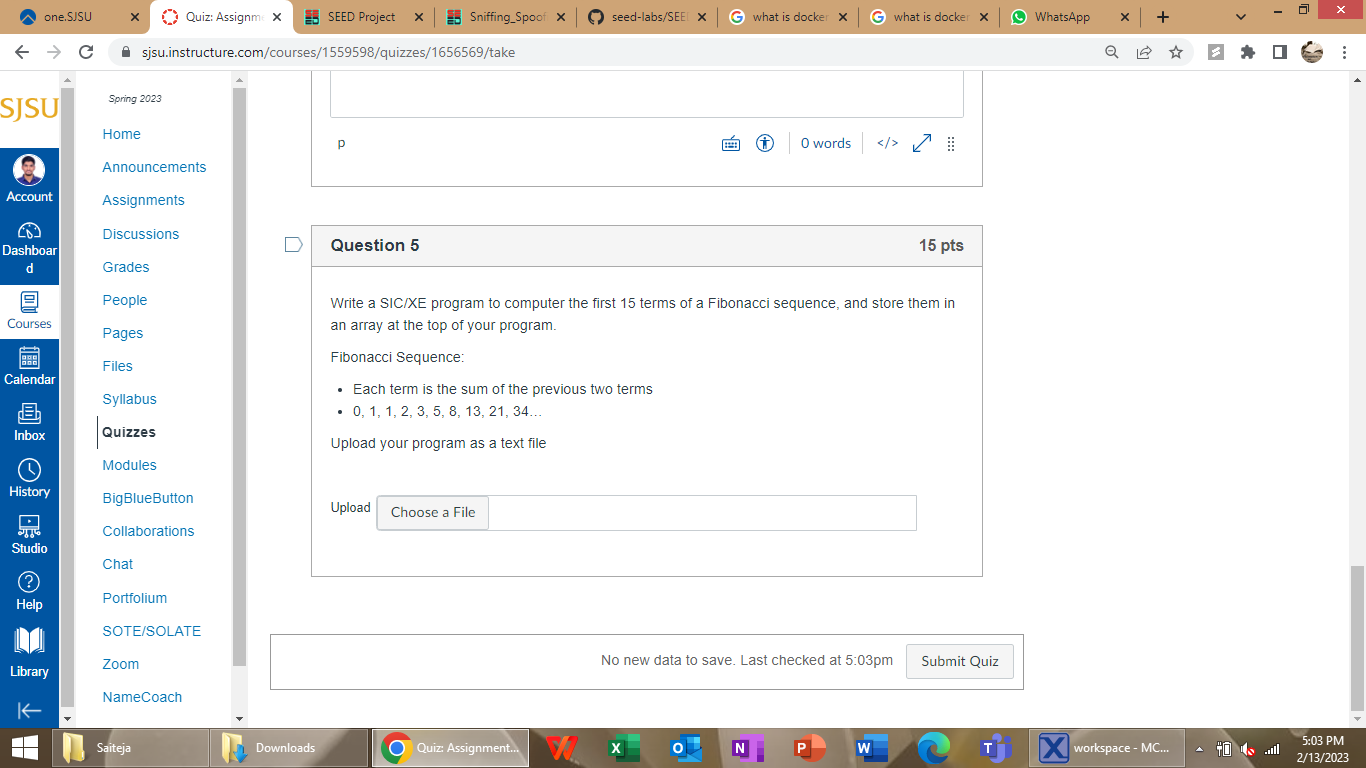 one.SJSU
Quiz: Assignm
SEED Project
Sniffing_Spoof
seed-labs/SEE
what is docker
what is docker
WhatsApp
sjsu.instructure.com/courses/1559598/quizzes/1656569/take
SJSU
Account
Dashboar
d
Courses
Calendar
Inbox
History
Studio
Help
Library
Spring 2023
Home
Announcements
Assignments
Discussions
Grades
People
Pages
Files
Syllabus
Quizzes
Modules
BigBlueButton
Collaborations
Chat
Portfolium
SOTE/SOLATE
Zoom
NameCoach
p
0 words
</>
Question 5
15 pts
Write a SIC/XE program to computer the first 15 terms of a Fibonacci sequence, and store them in
an array at the top of your program.
Fibonacci Sequence:
• Each term is the sum of the previous two terms
• 0, 1, 1, 2, 3, 5, 8, 13, 21, 34…
Upload your program as a text file
Upload
Choose a File
No new data to save. Last checked at 5:03pm
Submit Quiz
Saiteja
Downloads
Quiz: Assignment...
workspace - MC...
5:03 PM
2/13/2023